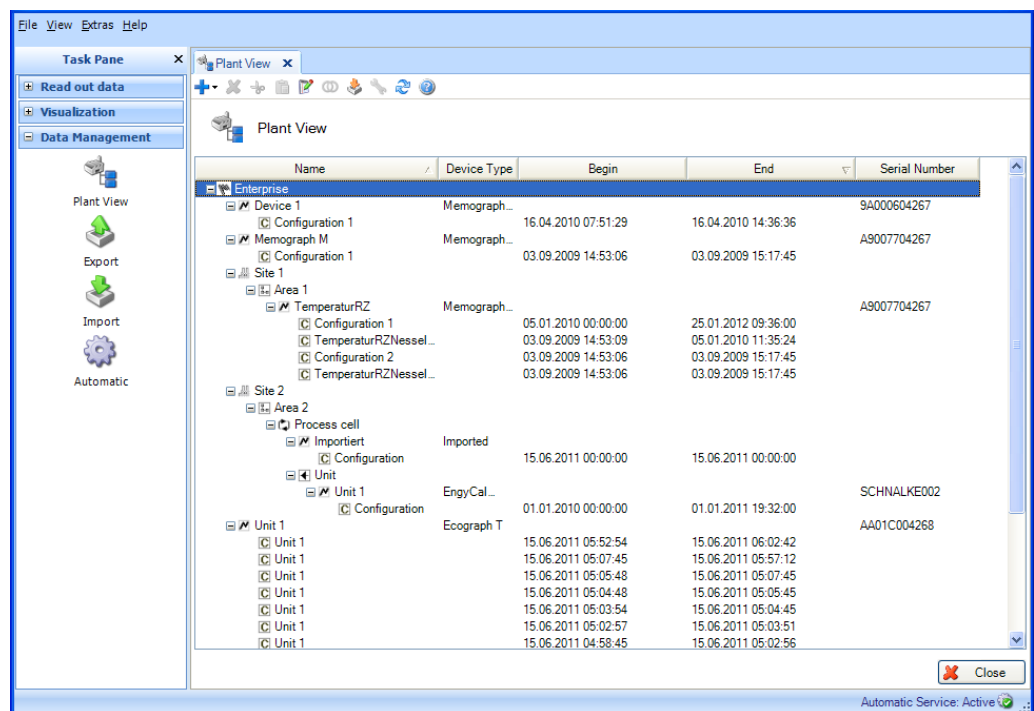 File View Extras Help
Task Pane X
Plant View X
Read out data
Visualization
Data Management
Plant View
Export
Import
Automatic
Plant View
Name Device Type Begin End Serial Number
Enterprise
Device 1 Memograph... 9A000604267
C Configuration 1 16.04.2010 07:51:29 16.04.2010 14:36:36
Memograph M Memograph... A9007704267
C Configuration 1 03.09.2009 14:53:06 03.09.2009 15:17:45
Site 1
Area 1
TemperaturRZ Memograph... A9007704267
C Configuration 1 05.01.2010 00:00:00 25.01.2012 09:36:00
C TemperaturRZNessel... 03.09.2009 14:53:09 05.01.2010 11:35:24
C Configuration 2 03.09.2009 14:53:06 03.09.2009 15:17:45
C TemperaturRZNessel... 03.09.2009 14:53:06 03.09.2009 15:17:45
Site 2
Area 2
Process cell
Importiert Imported
C Configuration 15.06.2011 00:00:00 15.06.2011 00:00:00
Unit
Unit 1 EngyCal... SCHNALKE002
C Configuration 01.01.2010 00:00:00 01.01.2011 19:32:00
Unit 1 Ecograph T AA01C004268
C Unit 1 15.06.2011 05:52:54 15.06.2011 06:02:42
C Unit 1 15.06.2011 05:07:45 15.06.2011 05:57:12
C Unit 1 15.06.2011 05:05:48 15.06.2011 05:07:45
C Unit 1 15.06.2011 05:04:48 15.06.2011 05:05:45
C Unit 1 15.06.2011 05:03:54 15.06.2011 05:04:45
C Unit 1 15.06.2011 05:02:57 15.06.2011 05:03:51
C Unit 1 15.06.2011 04:58:45 15.06.2011 05:02:56
Close
Automatic Service: Active